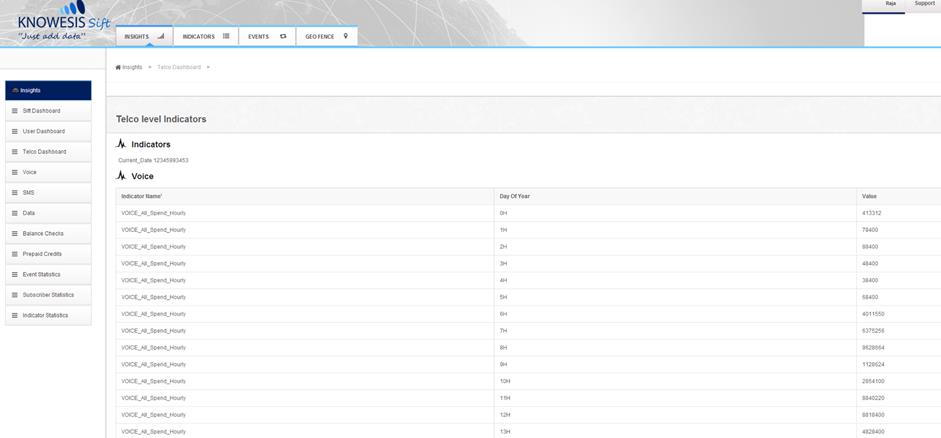 Raja Support
KNOWESIS Sift
"Just add data"
INSIGHTS INDICATORS EVENTS GEO FENCE
Insights » Telco Dashboard »
Insights
Sift Dashboard
User Dashboard
Telco Dashboard
Voice
SMS
Data
Balance Checks
Prepaid Credits
Event Statistics
Subscriber Statistics
Indicator Statistics
Telco level Indicators
Indicators
Current_Date 12345993453
Voice
Indicator Name' Day Of Year Value
VOICE_All_Spend_Hourly 0H 413312
VOICE_All_Spend_Hourly 1H 78400
VOICE_All_Spend_Hourly 2H 88400
VOICE_All_Spend_Hourly 3H 48400
VOICE_All_Spend_Hourly 4H 38400
VOICE_All_Spend_Hourly 5H 68400
VOICE_All_Spend_Hourly 6H 4011550
VOICE_All_Spend_Hourly 7H 6375256
VOICE_All_Spend_Hourly 8H 9628664
VOICE_All_Spend_Hourly 9H 1128624
VOICE_All_Spend_Hourly 10H 2854100
VOICE_All_Spend_Hourly 11H 8840220
VOICE_All_Spend_Hourly 12H 8818400
VOICE_All_Spend_Hourly 13H 4828400